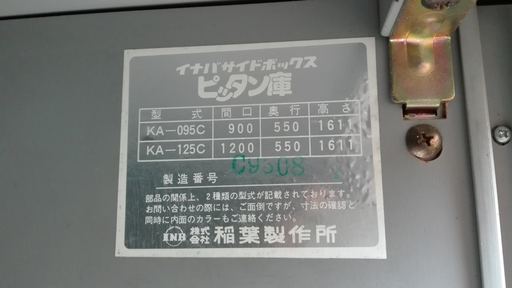 イナバサイドボックス
ピッタン庫
型式 間口 奥行 高さ
KA-095C 900 550 1611
KA-125C 1200 550 1611
製造番号 C9508
部品の関係上、2種類の型式が記載されております。
お問い合わせの際には、ご面倒ですが、寸法の確認と
同時に内面のカラーもご連絡ください。
INB 株式会社 稲葉製作所